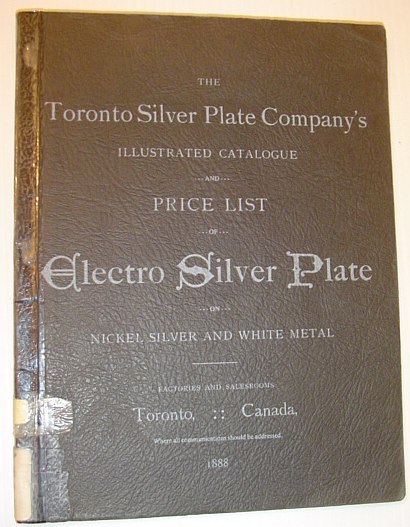 THE
Toronto Silver Plate Company's
ILLUSTRATED CATALOGUE
---AND---
PRICE LIST
---OF---
Electro Silver Plate
---ON---
NICKEL SILVER AND WHITE METAL
FACTORIES AND SALESROOMS
Toronto, :: Canada,
Where all communications should be addressed.
1888